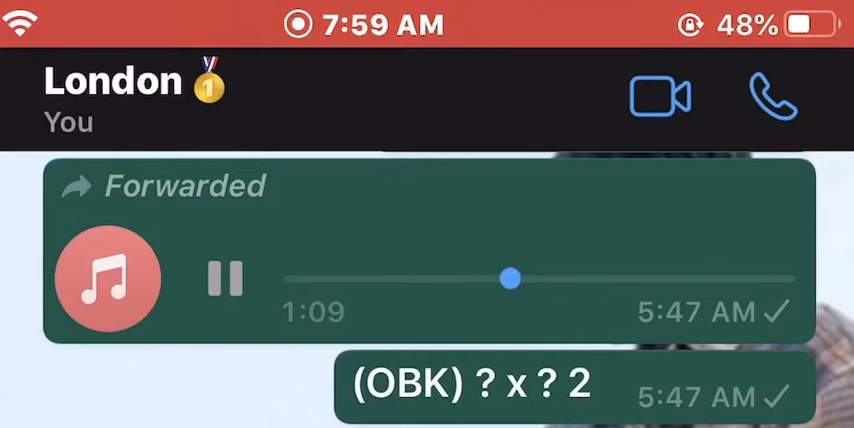 7:59 AM 48%
London
You
Forwarded
1:09 5:47 AM
(OBK) ? x ? 2 5:47 AM